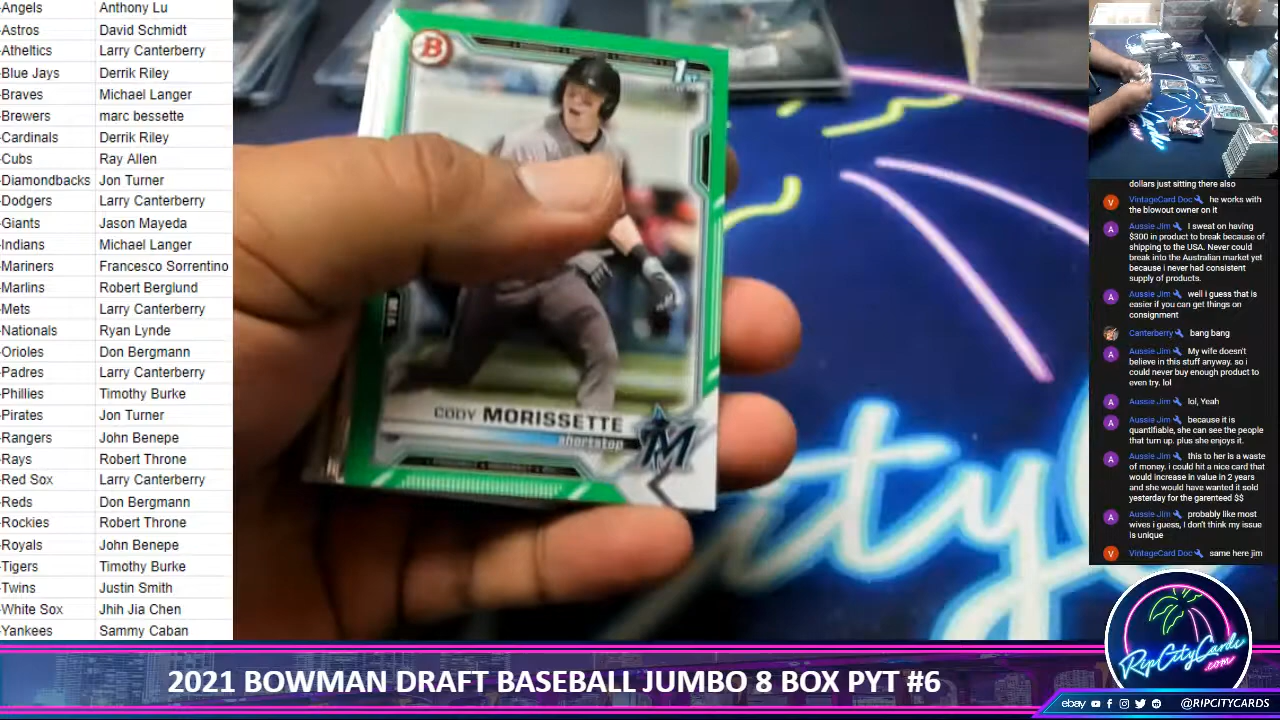 -Angels Anthony Lu
-Astros David Schmidt
-Atheltics Larry Canterberry
-Blue Jays Derrik Riley
-Braves Michael Langer
-Brewers marc bessette
-Cardinals Derrik Riley
-Cubs Ray Allen
-Diamondbacks Jon Turner
-Dodgers Larry Canterberry
-Giants Jason Mayeda
-Indians Michael Langer
-Mariners Francesco Sorrentino
-Marlins Robert Berglund
-Mets Larry Canterberry
-Nationals Ryan Lynde
-Orioles Don Bergmann
-Padres Larry Canterberry
-Phillies Timothy Burke
-Pirates Jon Turner
-Rangers John Benepe
-Rays Robert Throne
-Red Sox Larry Canterberry
-Reds Don Bergmann
-Rockies Robert Throne
-Royals John Benepe
-Tigers Timothy Burke
-Twins Justin Smith
-White Sox Jhih Jia Chen
-Yankees Sammy Caban
B
1st
CODY MORISSETTE
shortstop
M
dollars just sitting there also
V VintageCard Doc he works with
the blowout owner on it
A Aussie Jim I sweat on having
$300 in product to break because of
shipping to the USA. Never could
break into the Australian market yet
because i never had consistent
supply of products.
A Aussie Jim well i guess that is
easier if you can get things on
consignment
Canterberry bang bang
A Aussie Jim My wife doesn't
believe in this stuff anyway. so i
could never buy enough product to
even try. lol
A Aussie Jim lol, Yeah
A Aussie Jim because it is
quantifiable, she can see the people
that turn up. plus she enjoys it.
A Aussie Jim this to her is a waste
of money. i could hit a nice card that
would increase in value in 2 years
and she would have wanted it sold
yesterday for the garenteed $$
A Aussie Jim probably like most
wives i guess, I don't think my issue
is unique
V VintageCard Doc same here jim
RipCityCards
.com
2021 BOWMAN DRAFT BASEBALL JUMBO 8 BOX PYT #6
ebay @RIPCITYCARDS